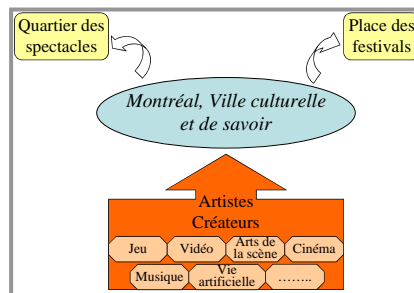 Quartier des
spectacles
Place des
festivals
Montréal, Ville culturelle
et de savoir
Artistes
Créateurs
Jeu
Vidéo
Arts de
la scène
Cinéma
Musique
Vie
artificielle
……..